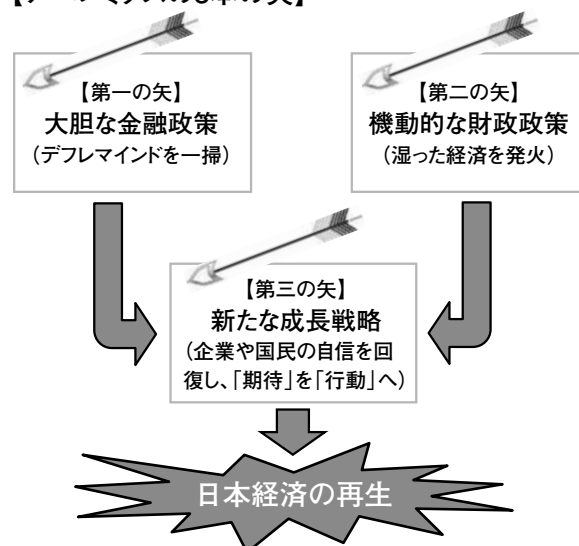 【第一の矢】
大胆な金融政策
（デフレマインドを一掃）
【第二の矢】
機動的な財政政策
（湿った経済を発火）
【第三の矢】
新たな成長戦略
（企業や国民の自信を回
復し、「期待」を「行動」へ）
日本経済の再生